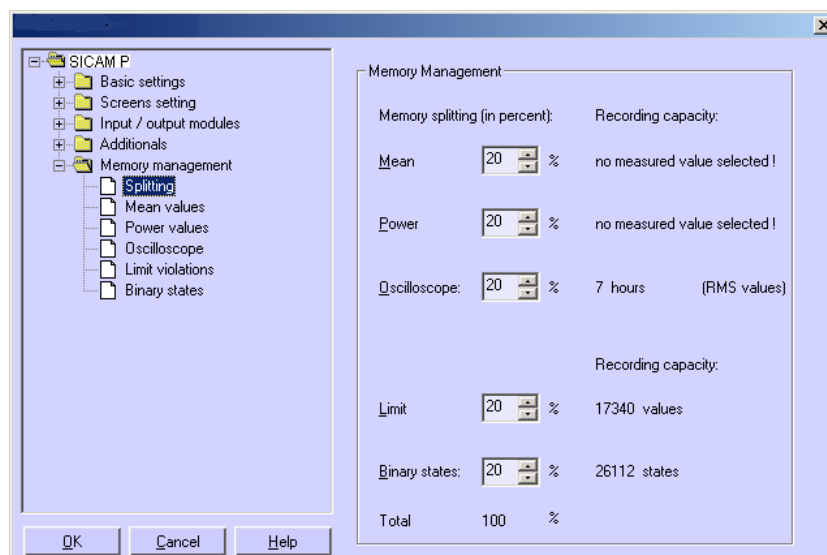 SICAM P
Basic settings
Screens setting
Input / output modules
Additionals
Memory management
Splitting
Mean values
Power values
Oscilloscope
Limit violations
Binary states
OK Cancel Help
Memory Management
Memory splitting (in percent): Recording capacity:
Mean 20 % no measured value selected !
Power 20 % no measured value selected !
Oscilloscope: 20 % 7 hours (RMS values)
Recording capacity:
Limit 20 % 17340 values
Binary states: 20 % 26112 states
Total 100 %